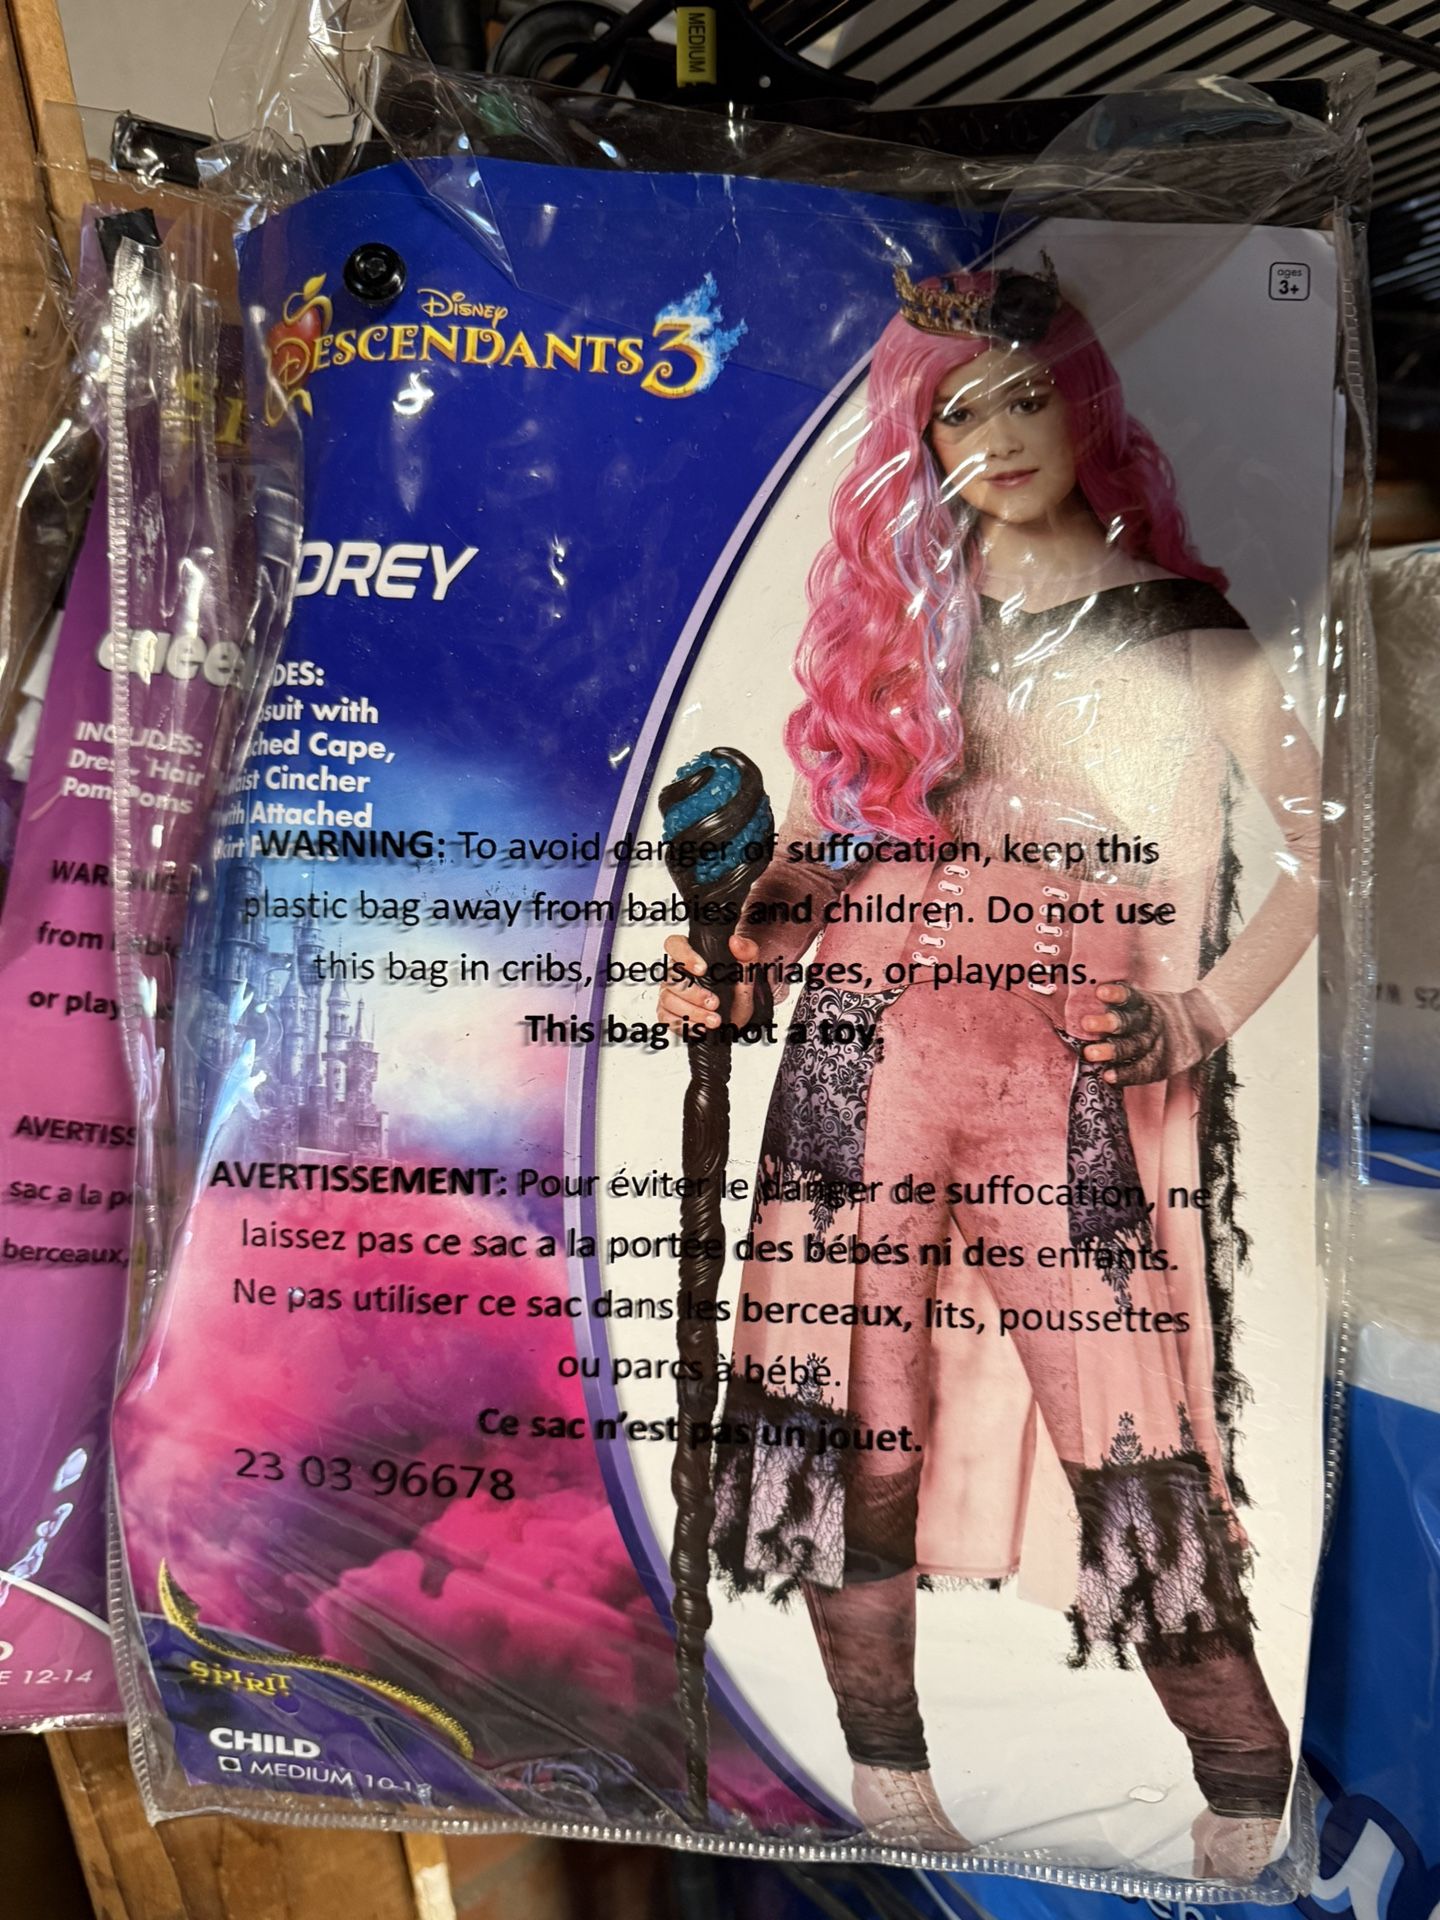 MEDIUM
ages
3+
Disney
DESCENDANTS 3
DREY
DES:
suit with
ched Cape,
ist Cincher
with Attached
WARNING: To avoid danger of suffocation, keep this
plastic bag away from babies and children. Do not use
this bag in cribs, beds, carriages, or playpens.
This bag is not a toy.
AVERTISSEMENT: Pour éviter le danger de suffocation, ne
laissez pas ce sac a la portée des bébés ni des enfants.
Ne pas utiliser ce sac dans les berceaux, lits, poussettes
ou parcs à bébé.
Ce sac n'est pas un jouet.
23 03 96678
SPIRIT
CHILD
MEDIUM 10-1
INCLUDES:
Dress Hair
Pom Poms
WAR
from
or play
AVERTISS
sac a la p
berceaux,
E 12-14